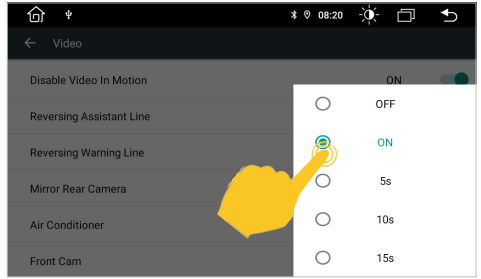 08:20
Video
Disable Video In Motion ON
Reversing Assistant Line
OFF
Reversing Warning Line
ON
Mirror Rear Camera
5s
Air Conditioner
10s
Front Cam
15s